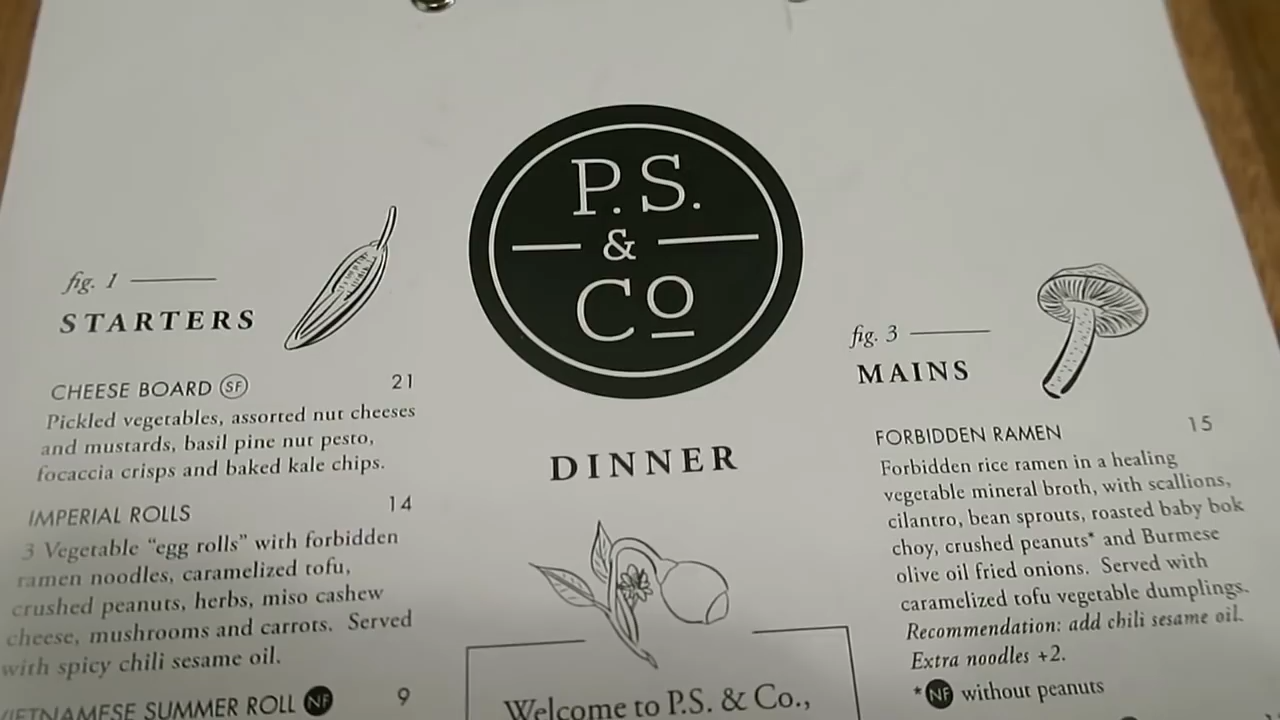 P.S.
&
Co
DINNER
Welcome to P.S. & Co.,
fig. 1
STARTERS
CHEESE BOARD SF 21
Pickled vegetables, assorted nut cheeses
and mustards, basil pine nut pesto,
focaccia crisps and baked kale chips.
IMPERIAL ROLLS 14
3 Vegetable “egg rolls” with forbidden
ramen noodles, caramelized tofu,
crushed peanuts, herbs, miso cashew
cheese, mushrooms and carrots. Served
with spicy chili sesame oil.
VIETNAMESE SUMMER ROLL NF 9
fig. 3
MAINS
FORBIDDEN RAMEN 15
Forbidden rice ramen in a healing
vegetable mineral broth, with scallions,
cilantro, bean sprouts, roasted baby bok
choy, crushed peanuts* and Burmese
olive oil fried onions. Served with
caramelized tofu vegetable dumplings.
Recommendation: add chili sesame oil.
Extra noodles +2.
*NF without peanuts